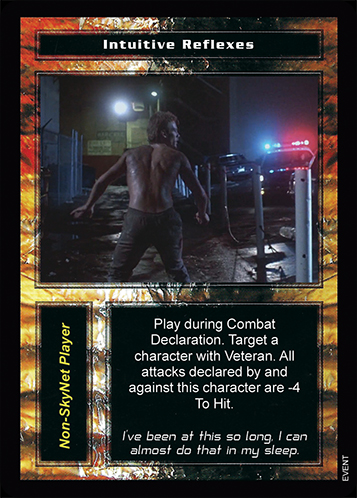 Intuitive Reflexes
Non-SkyNet Player
Play during Combat
Declaration. Target a
character with Veteran. All
attacks declared by and
against this character are -4
To Hit.
I've been at this so long, I can
almost do that in my sleep.
EVENT